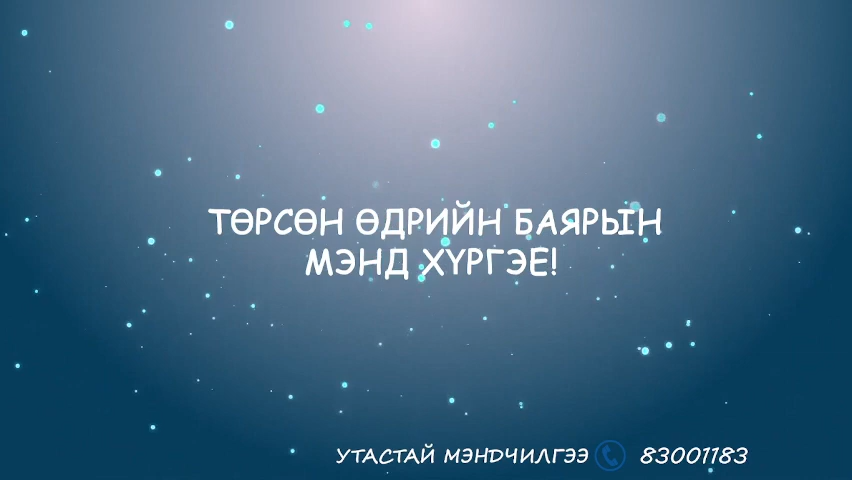 ТӨРСӨН ӨДРИЙН БАЯРЫН
МЭНД ХҮРГЭЕ!
УТАСТАЙ МЭНДЧИЛГЭЭ 83001183